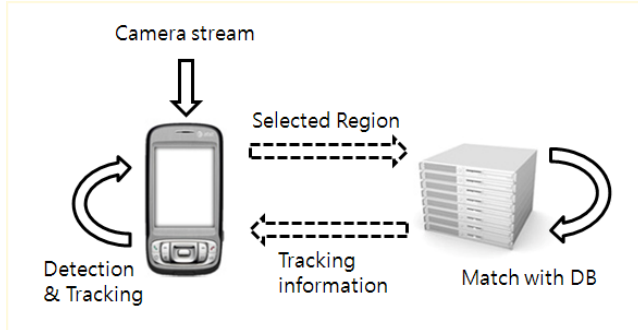 Camera stream
Selected Region
Tracking
information
Detection
& Tracking
Match with DB